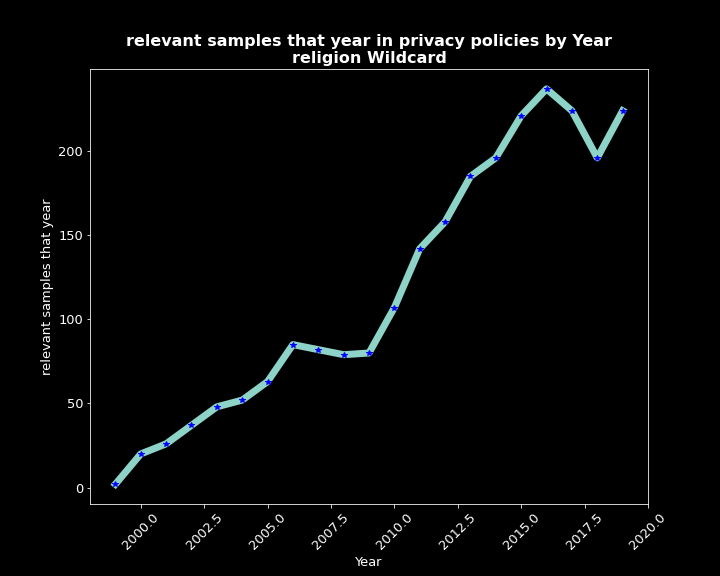 relevant samples that year in privacy policies by Year
religion Wildcard
relevant samples that year
200
150
100
50
0
2000.0 2002.5 2005.0 2007.5 2010.0 2012.5 2015.0 2017.5 2020.0
Year